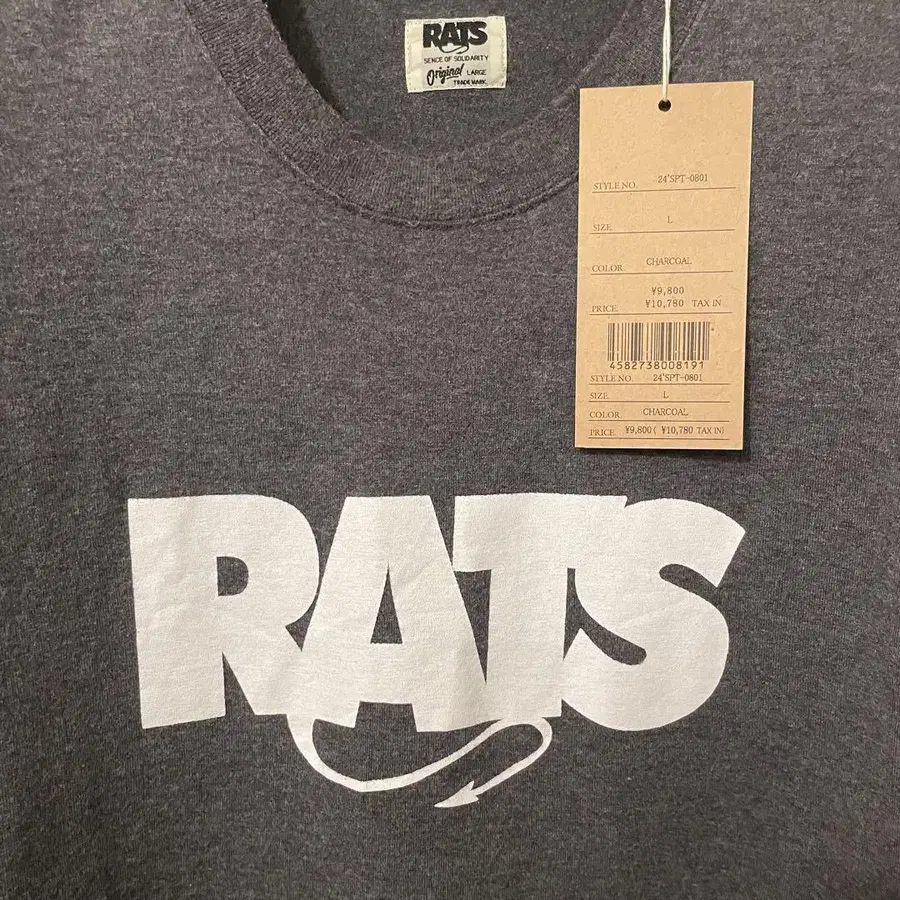 RATS
SENCE OF SOLIDARITY
Original LARGE
TRADE MARK.
STYLE NO. 24'SPT-0801
SIZE L
COLOR CHARCOAL
¥9,800
PRICE ¥10,780 TAX IN
4582738008191
STYLE NO. 24'SPT-0801
SIZE L
COLOR CHARCOAL
PRICE ¥9,800 ( ¥10,780 TAX IN)
RATS